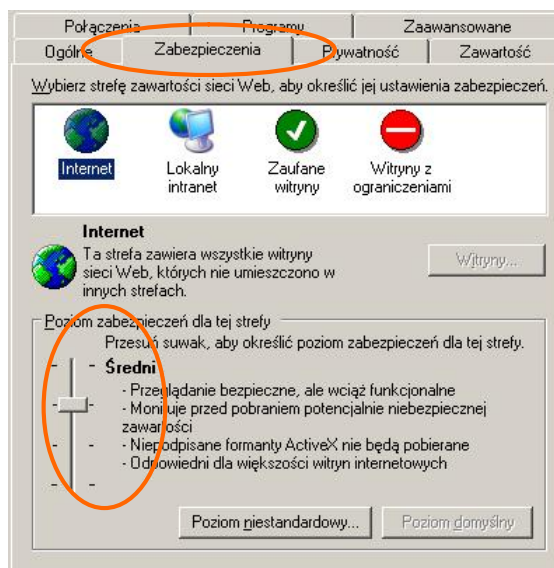 Połączenia Programy Zaawansowane
Ogólne Zabezpieczenia Prywatność Zawartość
Wybierz strefę zawartości sieci Web, aby określić jej ustawienia zabezpieczeń.
Internet Lokalny intranet Zaufane witryny Witryny z ograniczeniami
Internet
Ta strefa zawiera wszystkie witryny
sieci Web, których nie umieszczono w
innych strefach.
Witryny...
Poziom zabezpieczeń dla tej strefy
Przesuń suwak, aby określić poziom zabezpieczeń dla tej strefy.
Średni
- Przeglądanie bezpieczne, ale wciąż funkcjonalne
- Monituje przed pobraniem potencjalnie niebezpiecznej
zawartości
- Niepodpisane formanty ActiveX nie będą pobierane
- Odpowiedni dla większości witryn internetowych
Poziom niestandardowy... Poziom domyślny